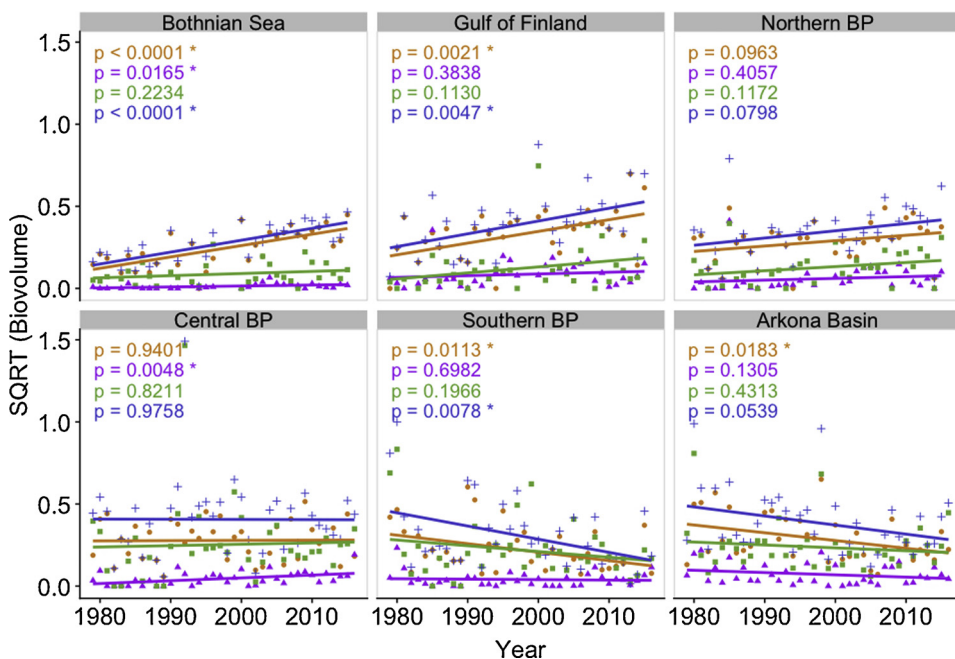 Bothnian Sea
Gulf of Finland
Northern BP
1.5
1.0
0.5
0.0
p < 0.0001 *
p = 0.0165 *
p = 0.2234
p < 0.0001 *
p = 0.0021 *
p = 0.3838
p = 0.1130
p = 0.0047 *
p = 0.0963
p = 0.4057
p = 0.1172
p = 0.0798
SQRT (Biovolume)
Central BP
Southern BP
Arkona Basin
1.5
1.0
0.5
0.0
p = 0.9401
p = 0.0048 *
p = 0.8211
p = 0.9758
p = 0.0113 *
p = 0.6982
p = 0.1966
p = 0.0078 *
p = 0.0183 *
p = 0.1305
p = 0.4313
p = 0.0539
1980 1990 2000 2010
1980 1990 2000 2010
1980 1990 2000 2010
Year